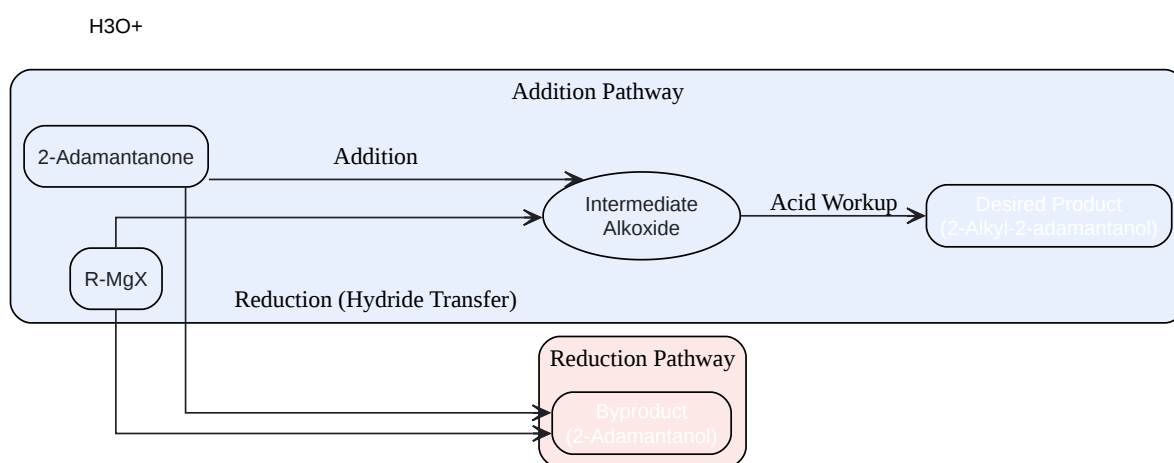 H3O+
Addition Pathway
2-Adamantanone
Addition
Intermediate
Alkoxide
Acid Workup
Desired Product
(2-Alkyl-2-adamantanol)
R-MgX
Reduction (Hydride Transfer)
Reduction Pathway
Byproduct
(2-Adamantanol)